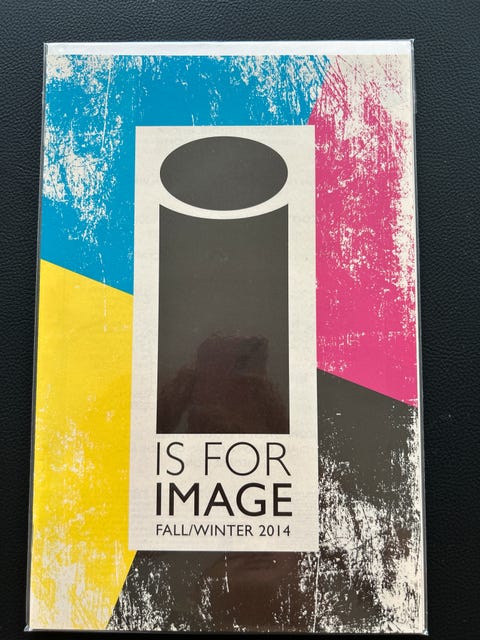 i
IS FOR
IMAGE
FALL/WINTER 2014